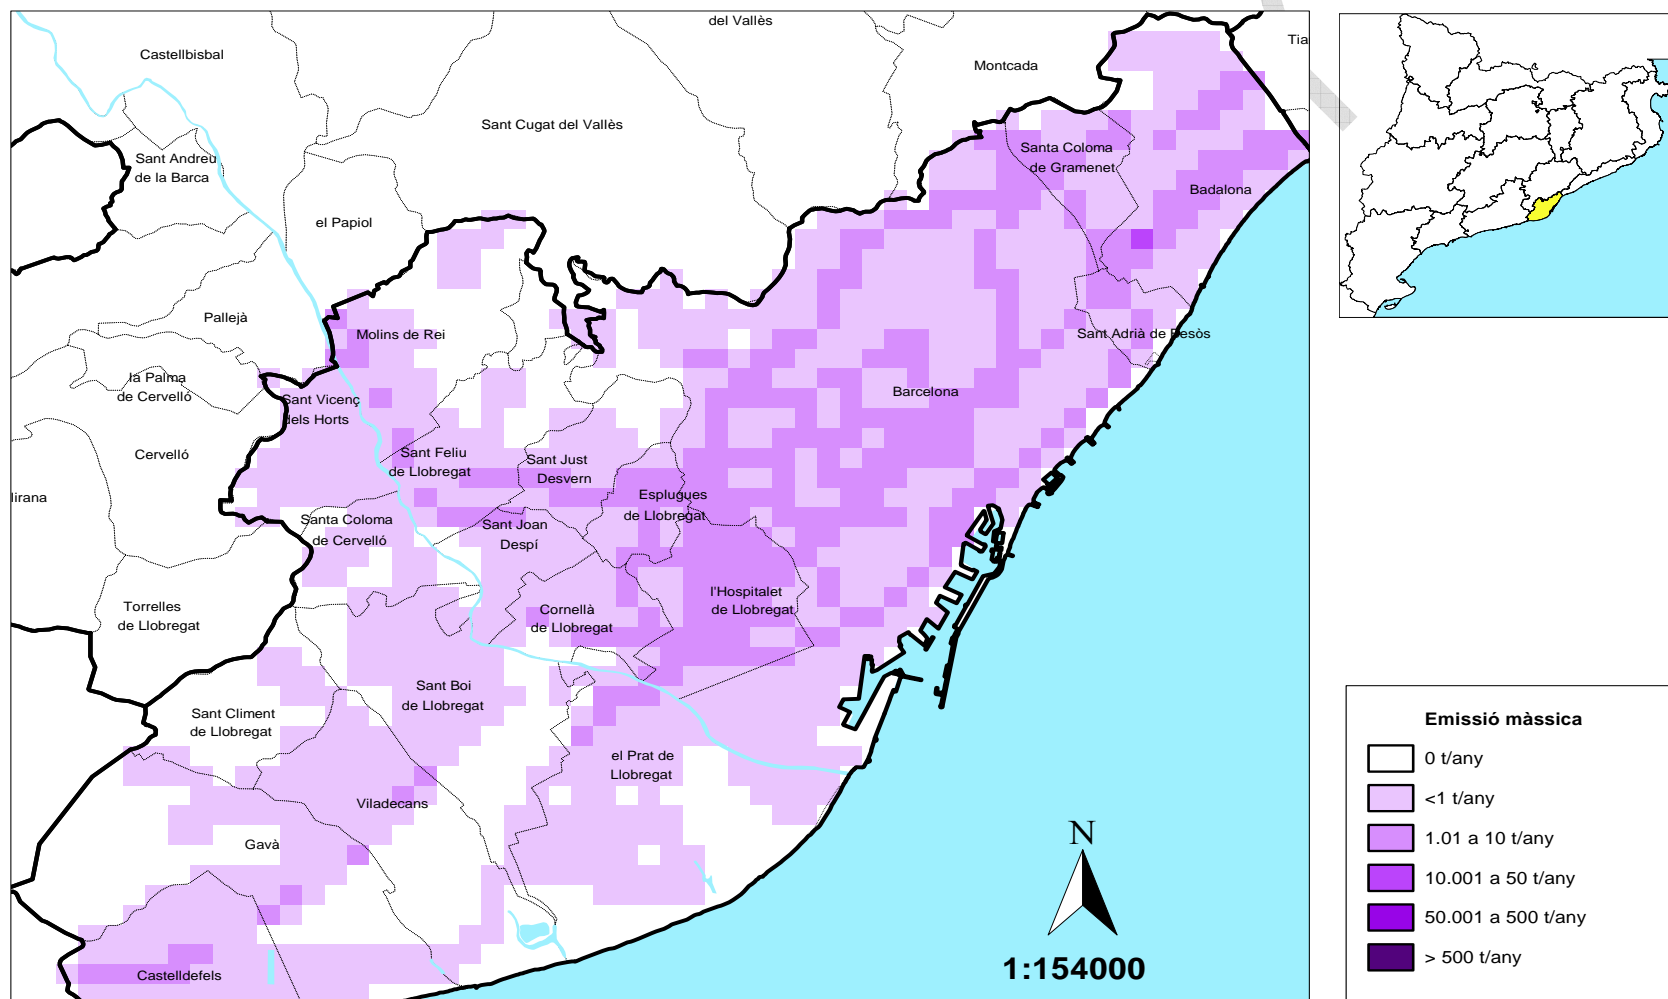 del Vallès
Castellbisbal
Montcada
Tia
Sant Cugat del Vallès
Sant Andreu
de la Barca
Santa Coloma
de Gramenet
Badalona
el Papiol
Pallejà
Molins de Rei
Sant Adrià de Besòs
la Palma
de Cervelló
Sant Vicenç
dels Horts
Barcelona
Cervelló
Sant Feliu
de Llobregat
Sant Just
Desvern
lirana
Esplugues
de Llobregat
Santa Coloma
de Cervelló
Sant Joan
Despí
Torrelles
de Llobregat
Cornellà
de Llobregat
l'Hospitalet
de Llobregat
Sant Boi
de Llobregat
Sant Climent
de Llobregat
el Prat de
Llobregat
Viladecans
Gavà
Castelldefels
N
1:154000
Emissió màssica
0 t/any
<1 t/any
1.01 a 10 t/any
10.001 a 50 t/any
50.001 a 500 t/any
> 500 t/any